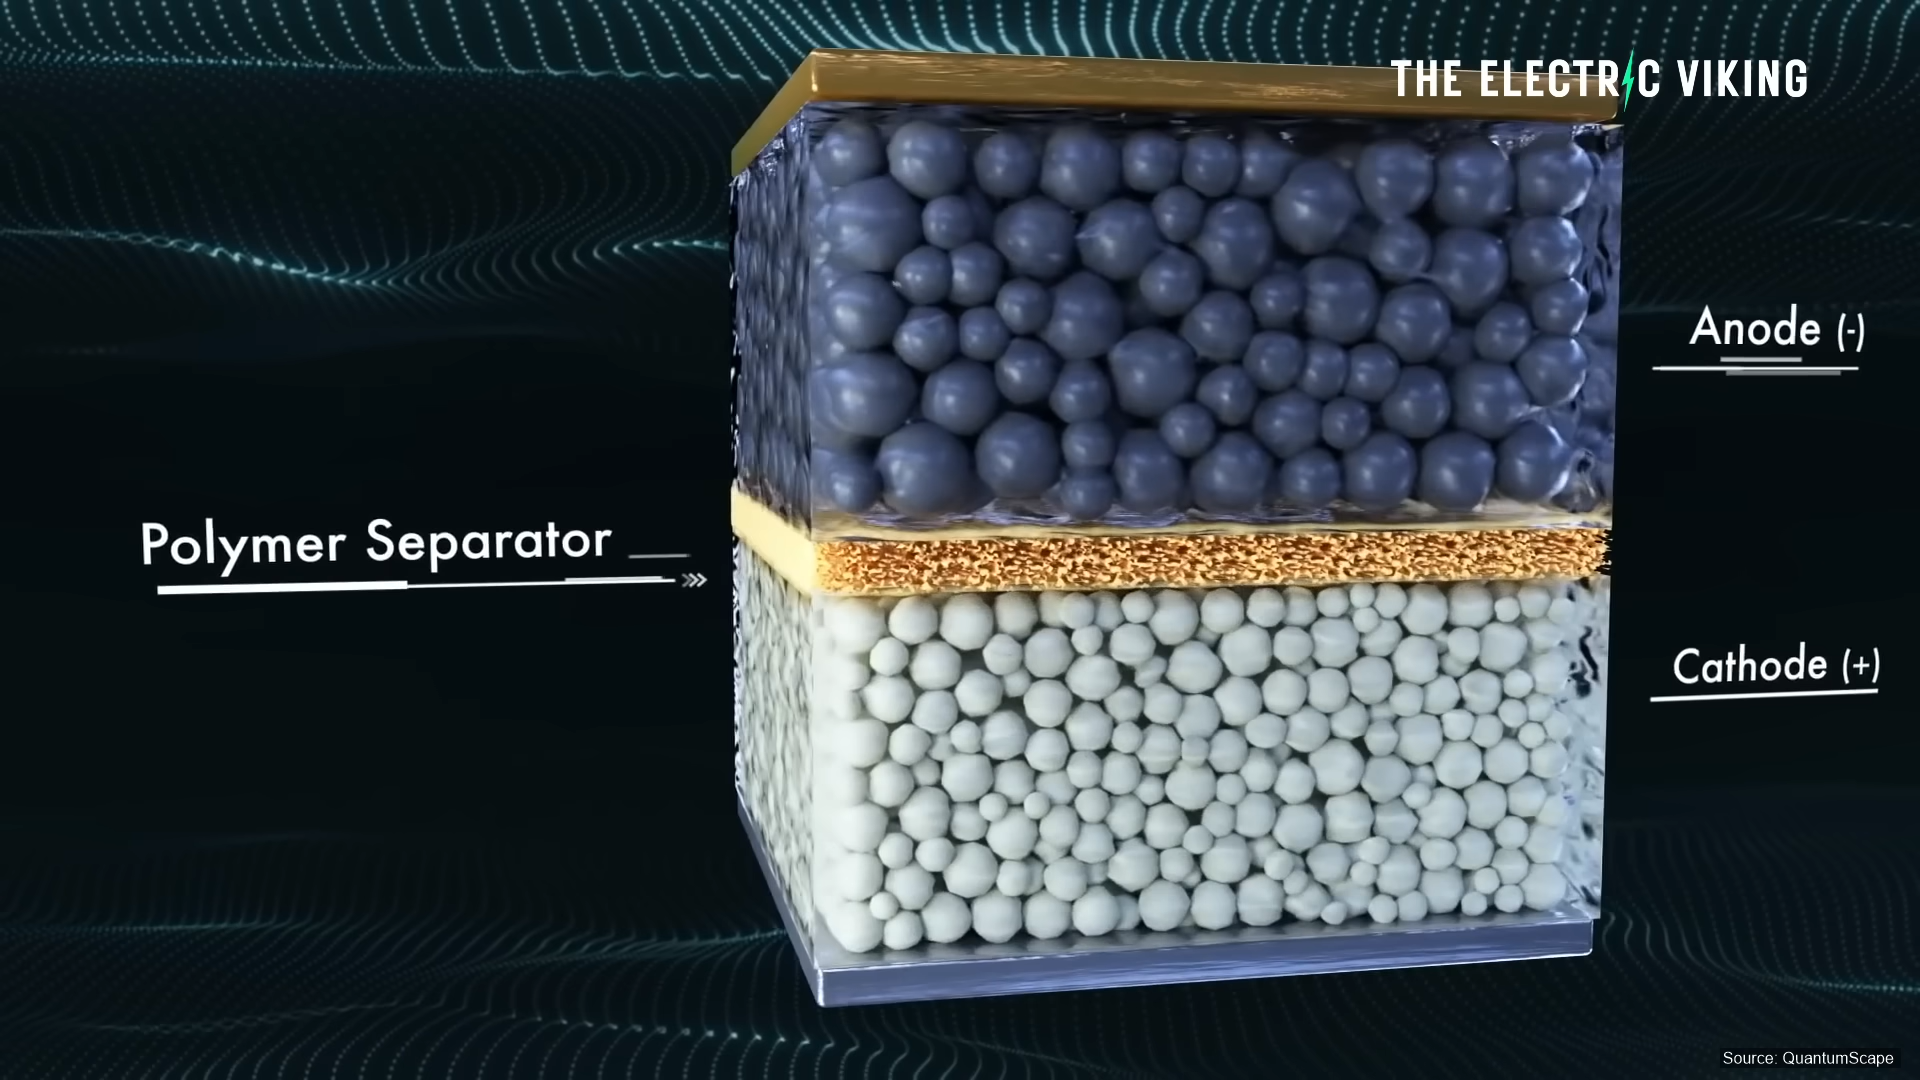 THE ELECTRIC VIKING
Anode (-)
Polymer Separator
Cathode (+)
Source: QuantumScape